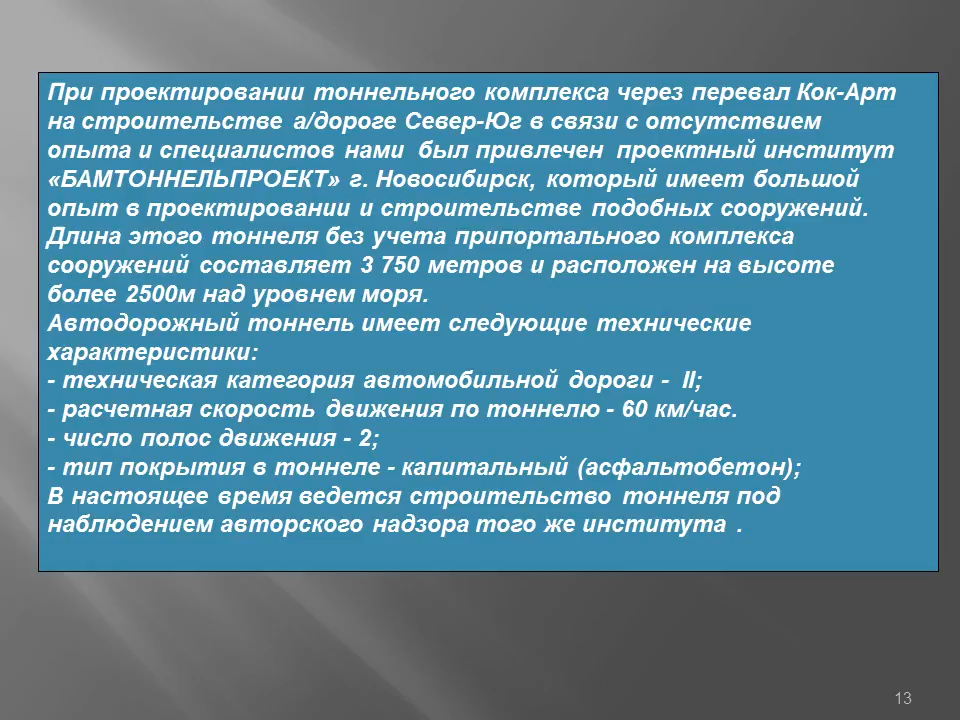 При проектировании тоннельного комплекса через перевал Кок-Арт
на строительстве а/дороге Север-Юг в связи с отсутствием
опыта и специалистов нами был привлечен проектный институт
«БАМТОННЕЛЬПРОЕКТ» г. Новосибирск, который имеет большой
опыт в проектировании и строительстве подобных сооружений.
Длина этого тоннеля без учета припортального комплекса
сооружений составляет 3 750 метров и расположен на высоте
более 2500м над уровнем моря.
Автодорожный тоннель имеет следующие технические
характеристики:
- техническая категория автомобильной дороги - II;
- расчетная скорость движения по тоннелю - 60 км/час.
- число полос движения - 2;
- тип покрытия в тоннеле - капитальный (асфальтобетон);
В настоящее время ведется строительство тоннеля под
наблюдением авторского надзора того же института .
13